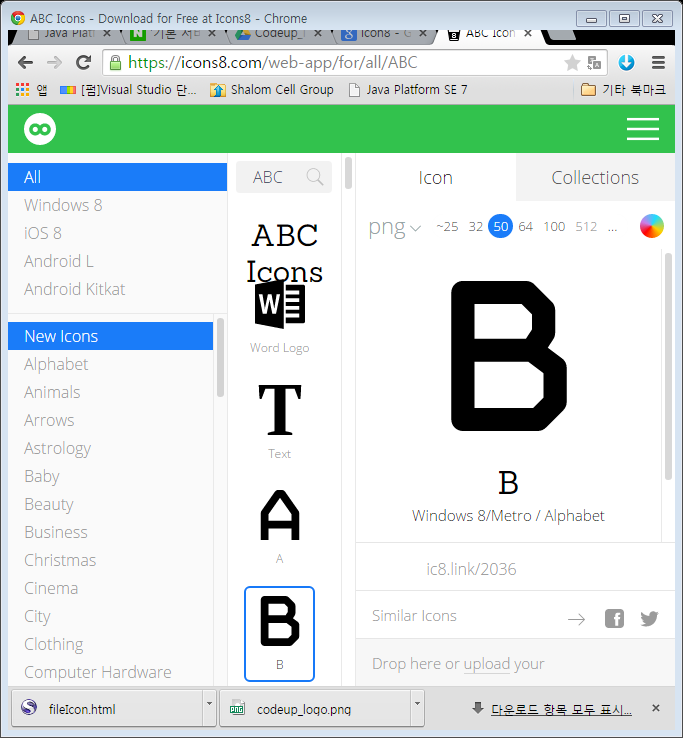 ABC Icons - Download for Free at Icons8 - Chrome
Java Platf
Codeup_l
Icon8 - G
ABC Icon
https://icons8.com/web-app/for/all/ABC
앱
[펌]Visual Studio 단...
Shalom Cell Group
Java Platform SE 7
기타 북마크
All
Windows 8
iOS 8
Android L
Android Kitkat
New Icons
Alphabet
Animals
Arrows
Astrology
Baby
Beauty
Business
Christmas
Cinema
City
Clothing
Computer Hardware
ABC
ABC
Icons
W
Word Logo
T
Text
A
A
B
B
Icon
Collections
png
~25 32 50 64 100 512 ...
B
B
Windows 8/Metro / Alphabet
ic8.link/2036
Similar Icons
Drop here or upload your
fileIcon.html
PNG
codeup_logo.png
다운로드 항목 모두 표시...